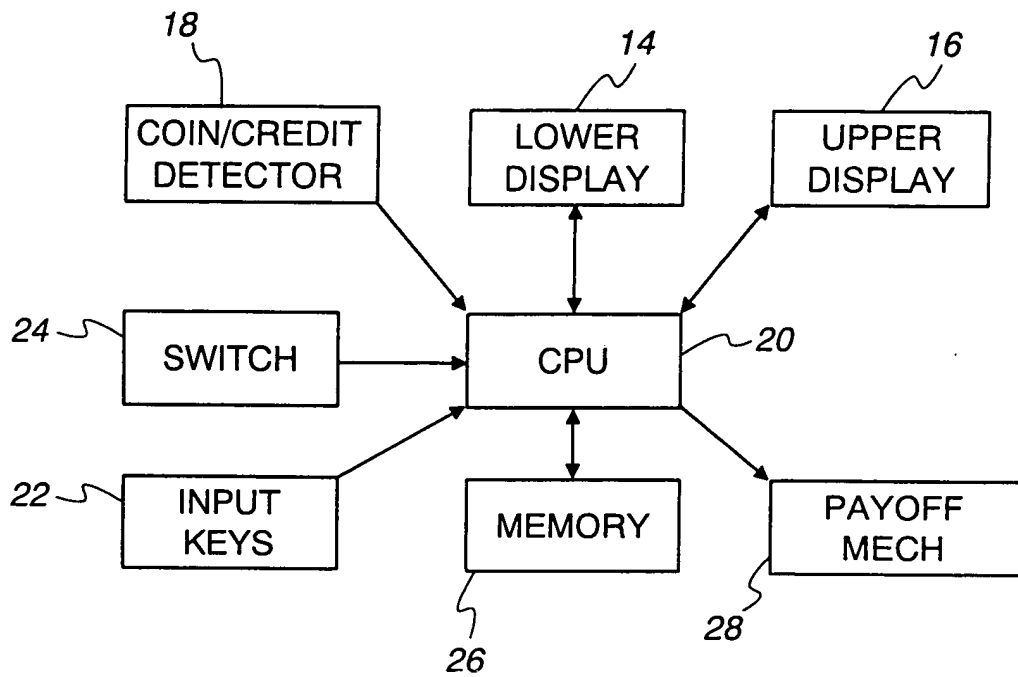 18
14
16
COIN/CREDIT
DETECTOR
LOWER
DISPLAY
UPPER
DISPLAY
24
SWITCH
CPU
20
22
INPUT
KEYS
MEMORY
PAYOFF
MECH
26
28